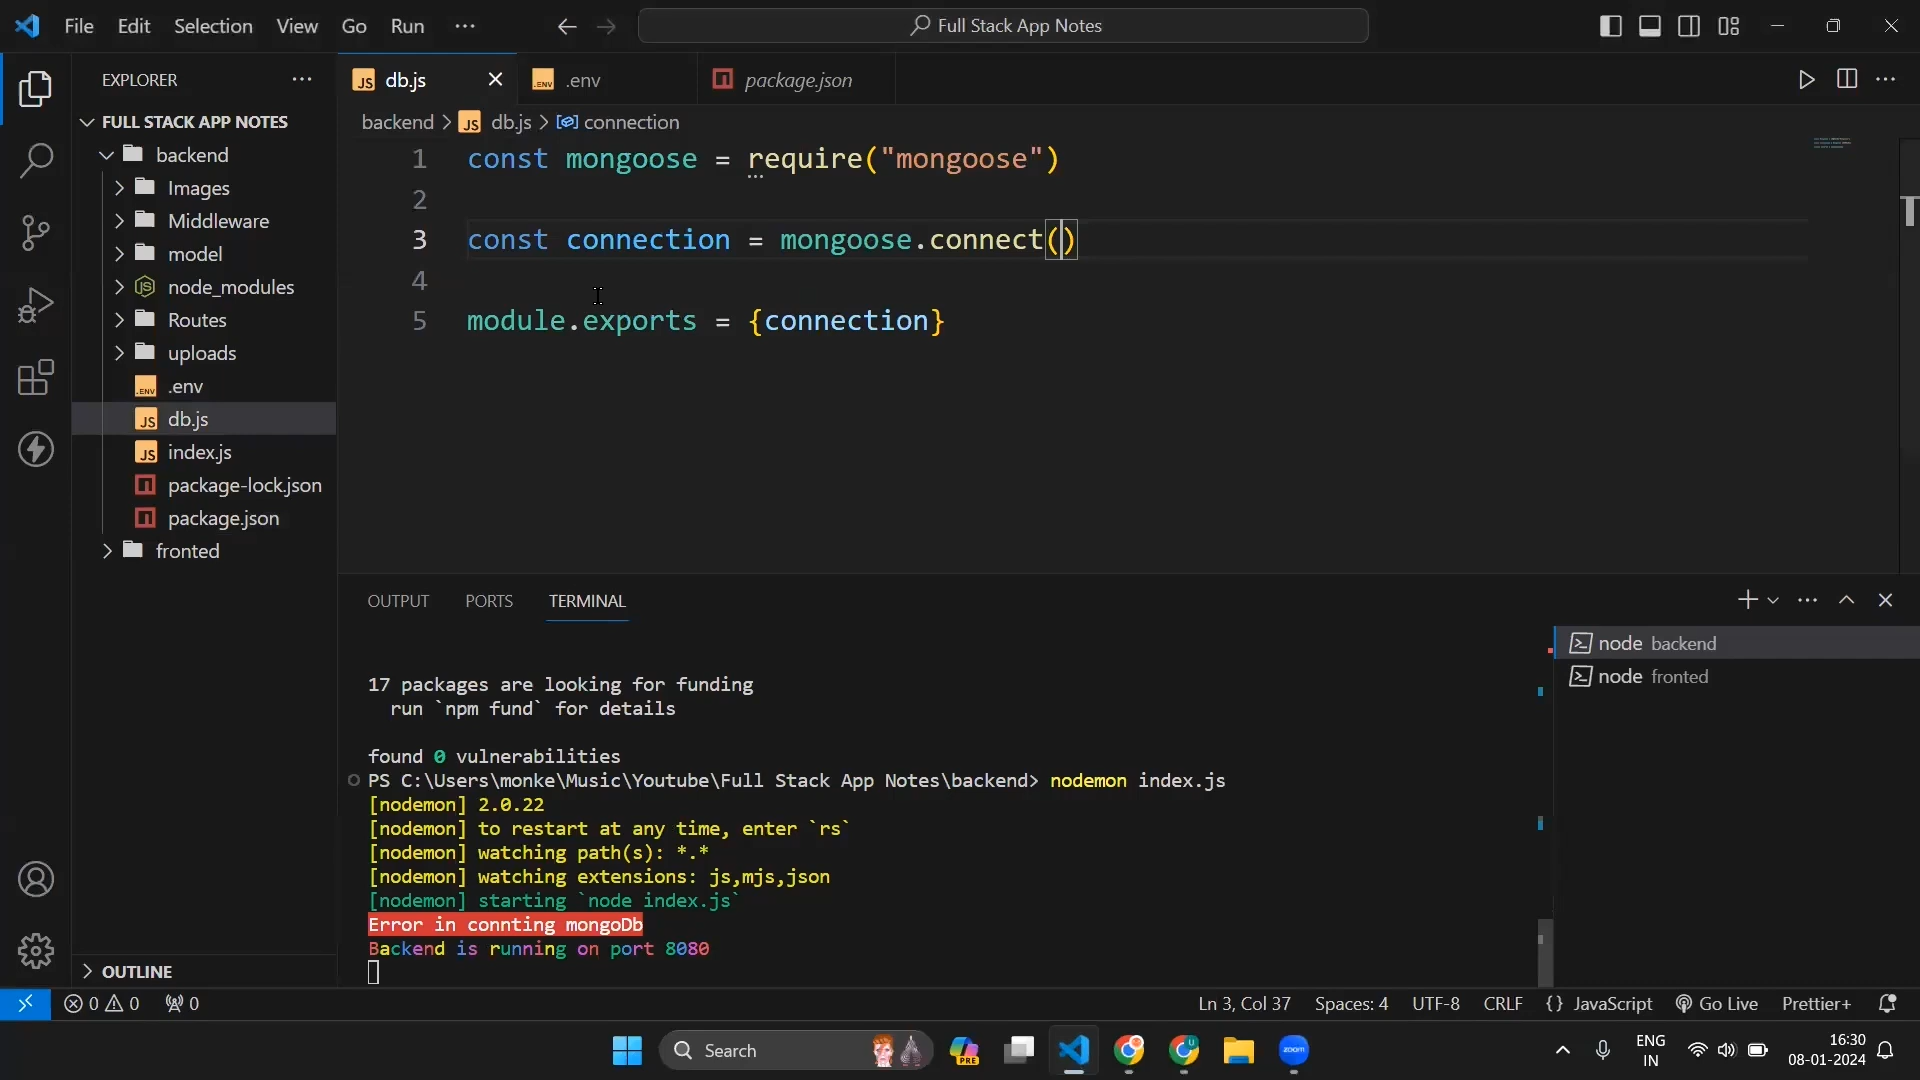 File Edit Selection View Go Run ···
Full Stack App Notes
EXPLORER
db.js
.env
package.json
FULL STACK APP NOTES
backend > db.js > connection
backend
Images
Middleware
model
node_modules
Routes
uploads
.env
db.js
index.js
package-lock.json
package.json
fronted
1 const mongoose = require("mongoose")
2
3 const connection = mongoose.connect()
4
5 module.exports = {connection}
OUTPUT PORTS TERMINAL
node backend
node fronted
17 packages are looking for funding
run `npm fund` for details
found 0 vulnerabilities
PS C:\Users\monke\Music\Youtube\Full Stack App Notes\backend> nodemon index.js
[nodemon] 2.0.22
[nodemon] to restart at any time, enter `rs`
[nodemon] watching path(s): *.*
[nodemon] watching extensions: js,mjs,json
[nodemon] starting `node index.js`
Error in connting mongoDb
Backend is running on port 8080
OUTLINE
0 0 0 Ln 3, Col 37 Spaces: 4 UTF-8 CRLF {} JavaScript Go Live Prettier+
Search
PRE
zoom
ENG
IN
16:30
08-01-2024